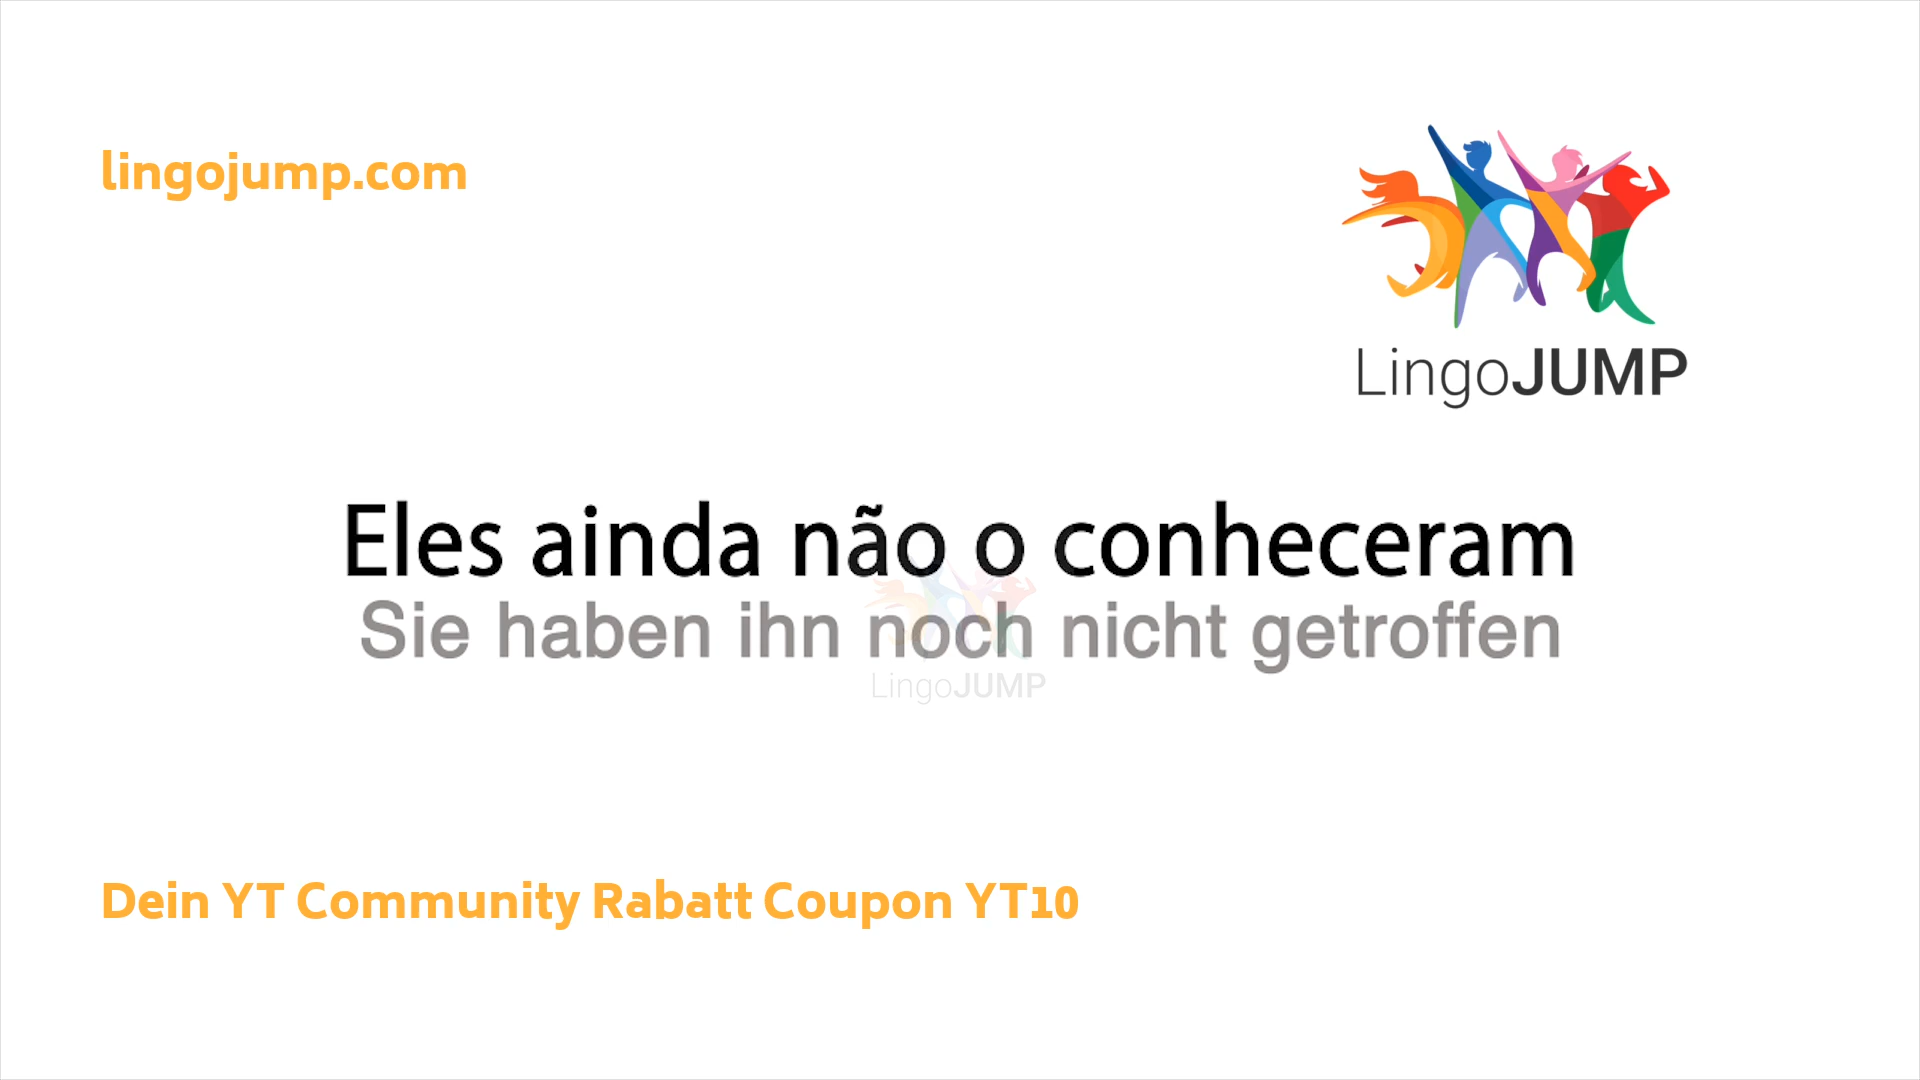 lingojump.com
LingoJUMP
Eles ainda não o conheceram
Sie haben ihn noch nicht getroffen
LingoJUMP
Dein YT Community Rabatt Coupon YT10